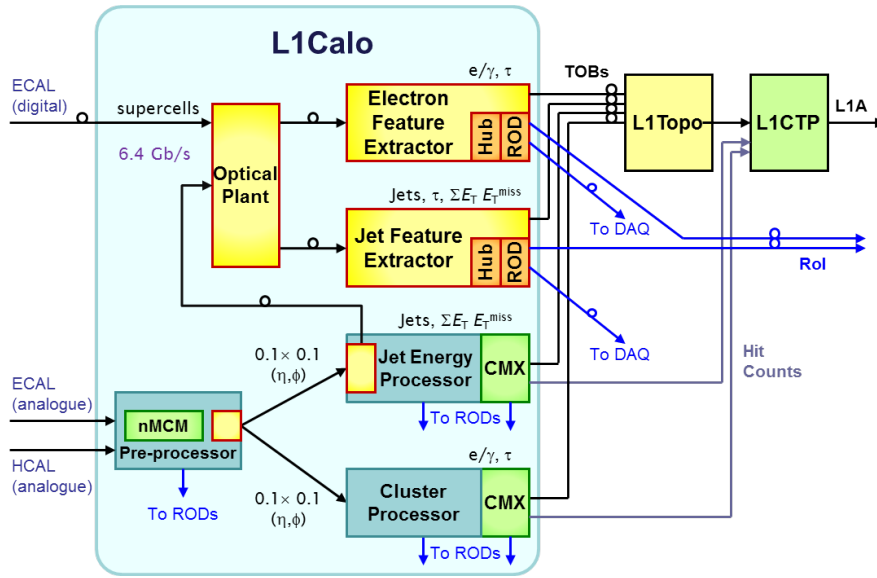 L1Calo
ECAL
(digital)
supercells
6.4 Gb/s
Optical
Plant
e/γ, τ
Electron
Feature
Extractor
Hub
ROD
TOBs
L1Topo
L1CTP
L1A
To DAQ
Jets, τ, ΣE_T E_T^miss
Jet Feature
Extractor
Hub
ROD
RoI
To DAQ
Jets, ΣE_T E_T^miss
0.1× 0.1
(η,ϕ)
Jet Energy
Processor
CMX
Hit
Counts
To RODs
ECAL
(analogue)
nMCM
Pre-processor
HCAL
(analogue)
To RODs
e/γ, τ
0.1× 0.1
(η,ϕ)
Cluster
Processor
CMX
To RODs